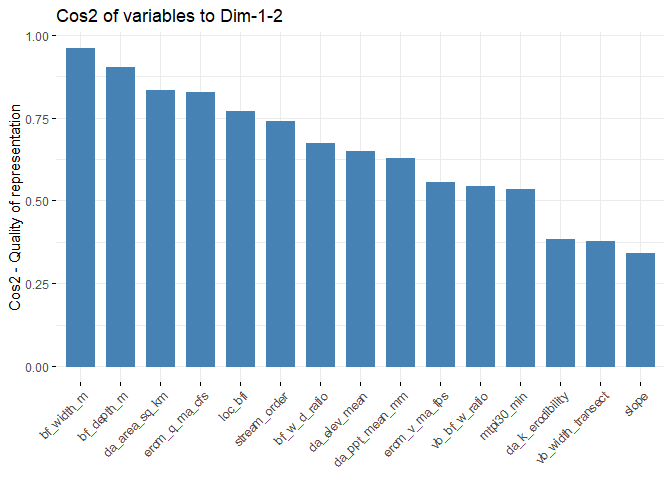 Cos2 of variables to Dim-1-2
Cos2 - Quality of representation
1.00
0.75
0.50
0.25
0.00
bf_width_m
bf_depth_m
da_area_sq_km
erom_q_ma_cfs
loc_bfi
stream_order
bf_w_d_ratio
da_elev_mean
da_ppt_mean_mm
erom_v_ma_fps
vb_bf_w_ratio
mtpi30_min
da_k_erodibility
vb_width_transect
slope